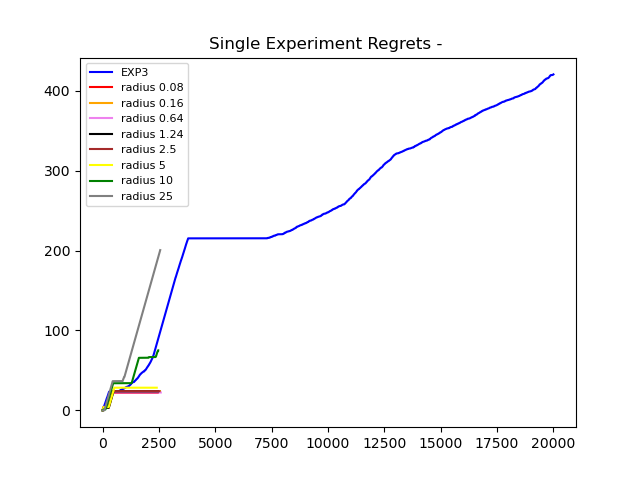 Single Experiment Regrets -
EXP3
radius 0.08
radius 0.16
radius 0.64
radius 1.24
radius 2.5
radius 5
radius 10
radius 25
400
300
200
100
0
0 2500 5000 7500 10000 12500 15000 17500 20000